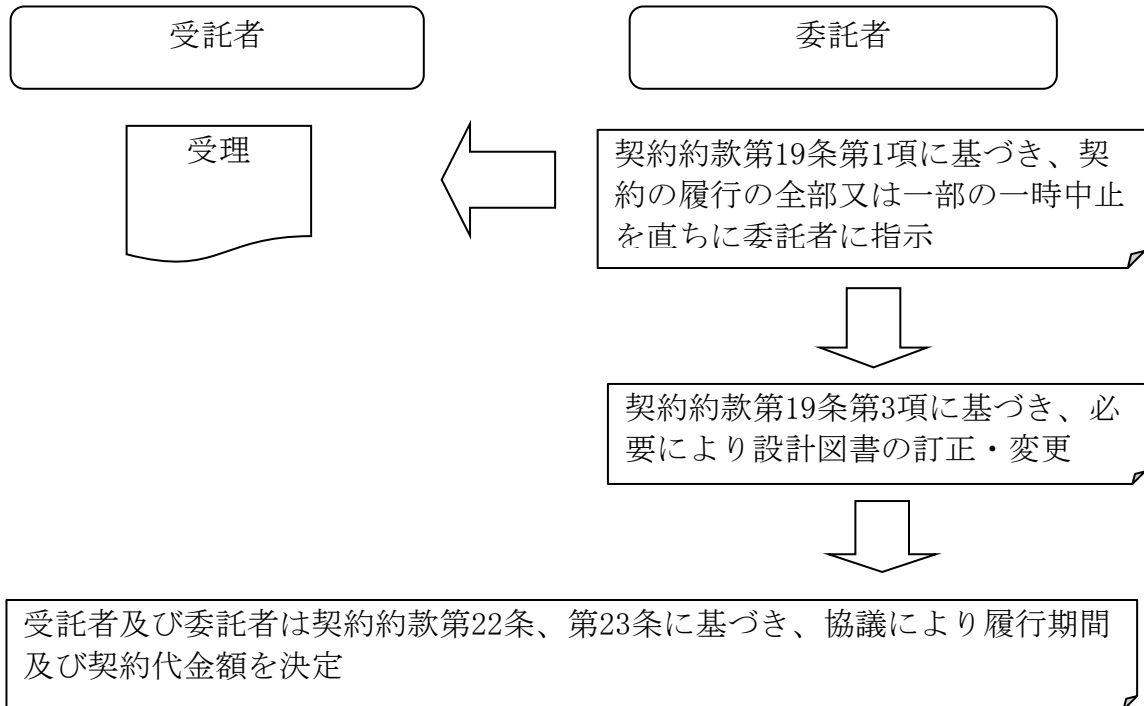 受託者
委託者
受理
契約約款第19条第1項に基づき、契
約の履行の全部又は一部の一時中止
を直ちに委託者に指示
契約約款第19条第3項に基づき、必
要により設計図書の訂正・変更
受託者及び委託者は契約約款第22条、第23条に基づき、協議により履行期間
及び契約代金額を決定